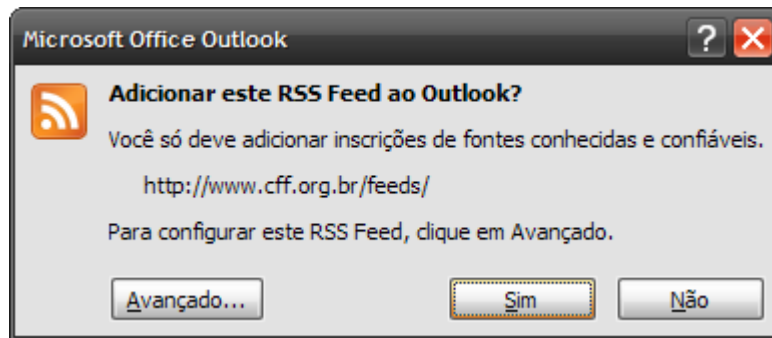 Microsoft Office Outlook
?
Adicionar este RSS Feed ao Outlook?
Você só deve adicionar inscrições de fontes conhecidas e confiáveis.
http://www.cff.org.br/feeds/
Para configurar este RSS Feed, clique em Avançado.
Avançado... Sim Não